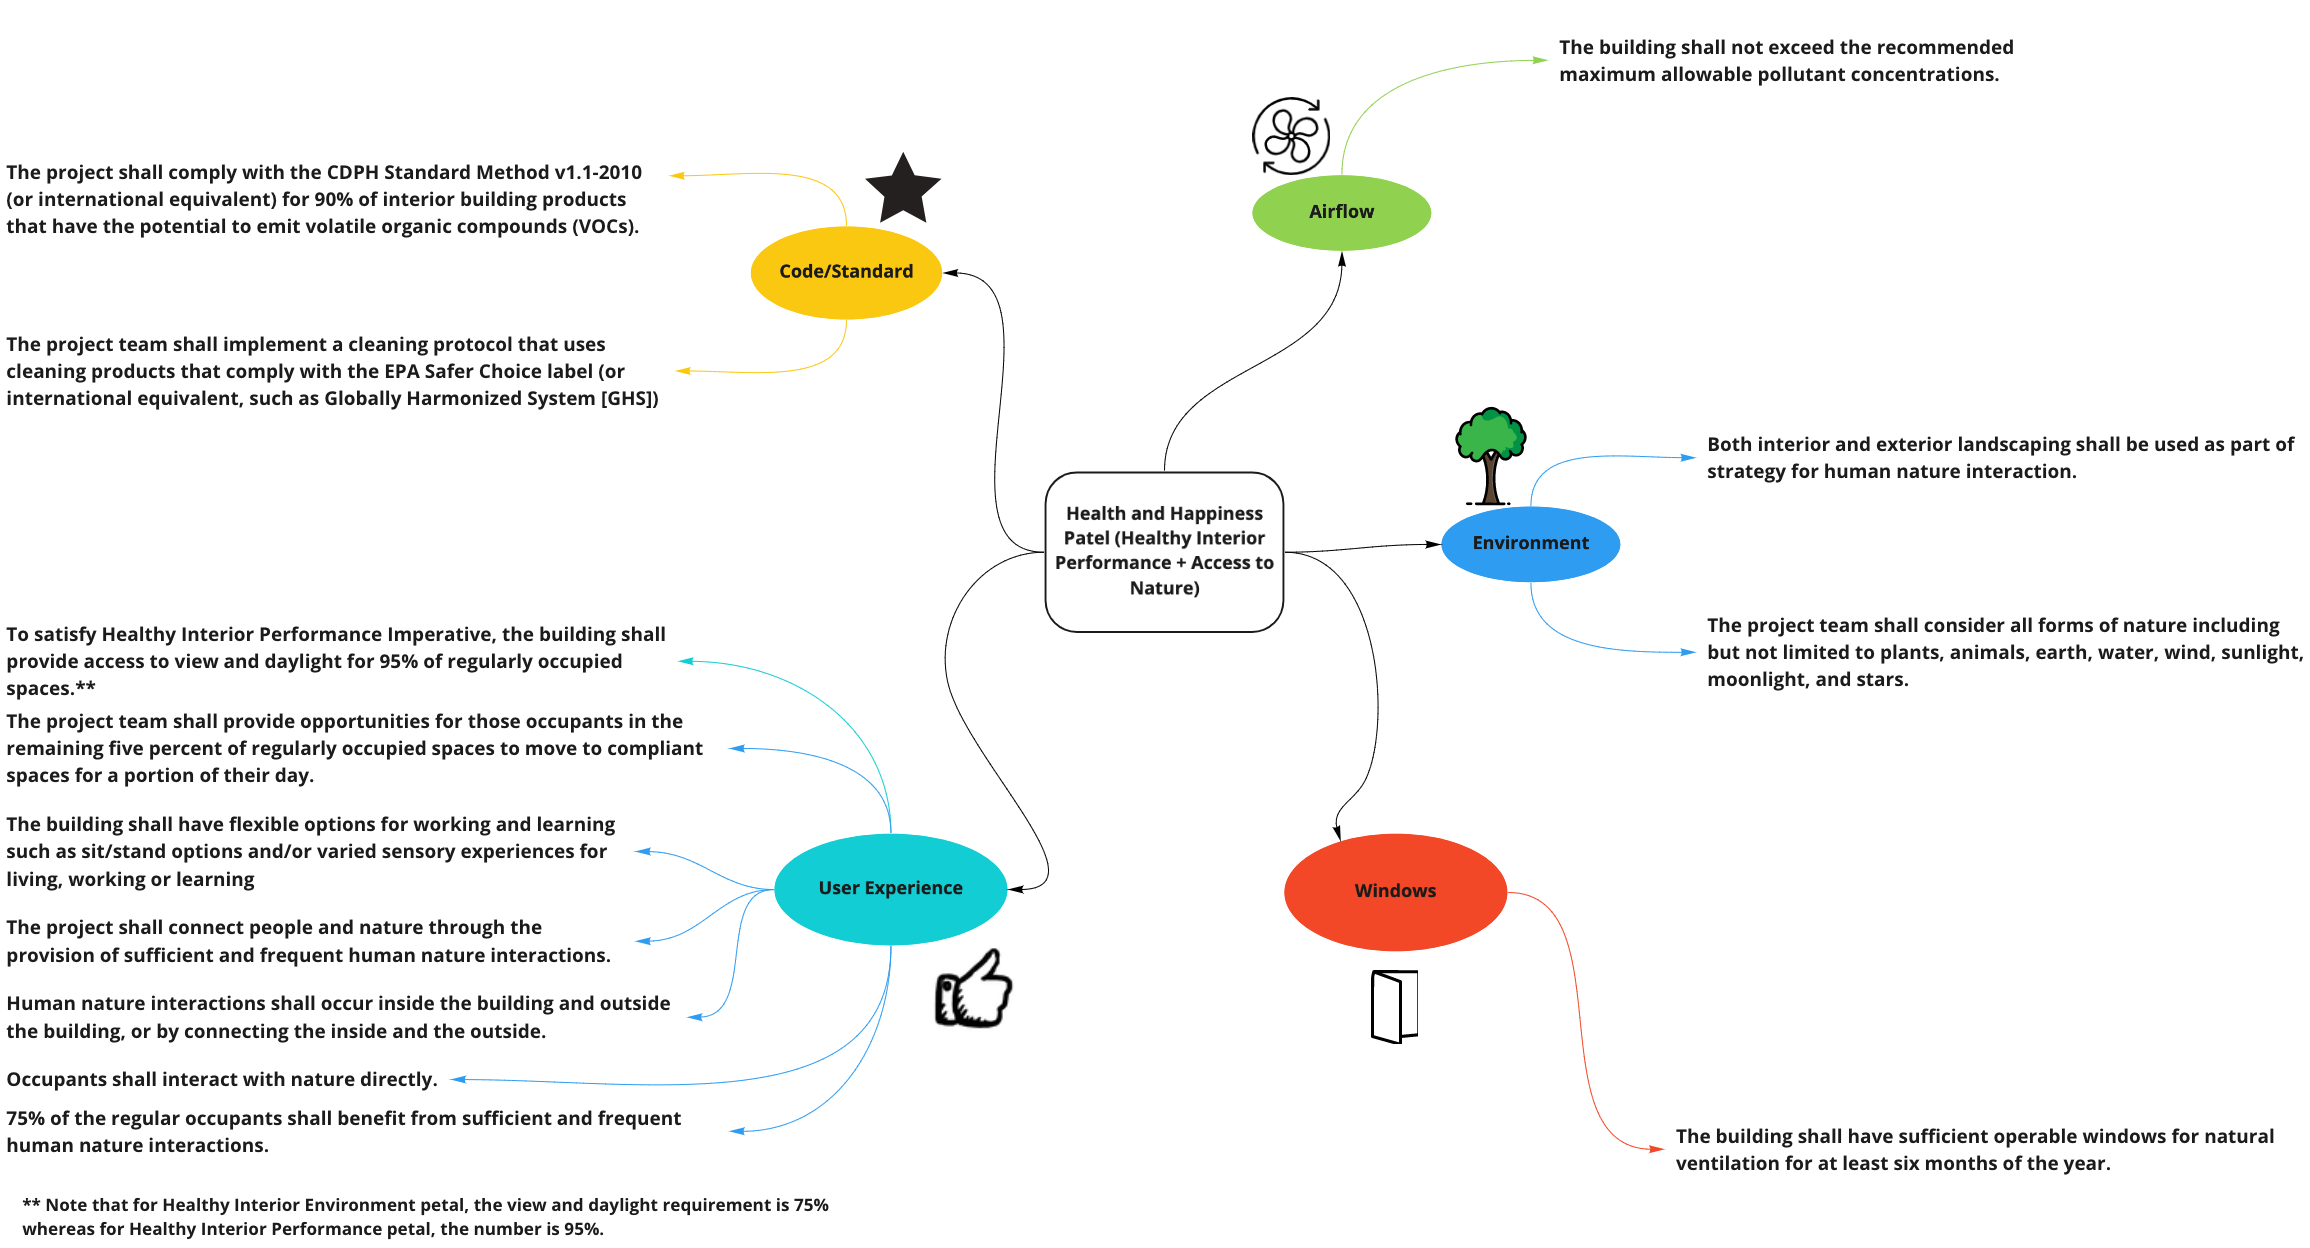 The building shall not exceed the recommended
maximum allowable pollutant concentrations.
Airflow
The project shall comply with the CDPH Standard Method v1.1-2010
(or international equivalent) for 90% of interior building products
that have the potential to emit volatile organic compounds (VOCs).
Code/Standard
The project team shall implement a cleaning protocol that uses
cleaning products that comply with the EPA Safer Choice label (or
international equivalent, such as Globally Harmonized System [GHS])
Health and Happiness
Patel (Healthy Interior
Performance + Access to
Nature)
Both interior and exterior landscaping shall be used as part of
strategy for human nature interaction.
Environment
The project team shall consider all forms of nature including
but not limited to plants, animals, earth, water, wind, sunlight,
moonlight, and stars.
To satisfy Healthy Interior Performance Imperative, the building shall
provide access to view and daylight for 95% of regularly occupied
spaces.**
The project team shall provide opportunities for those occupants in the
remaining five percent of regularly occupied spaces to move to compliant
spaces for a portion of their day.
The building shall have flexible options for working and learning
such as sit/stand options and/or varied sensory experiences for
living, working or learning
User Experience
The project shall connect people and nature through the
provision of sufficient and frequent human nature interactions.
Human nature interactions shall occur inside the building and outside
the building, or by connecting the inside and the outside.
Occupants shall interact with nature directly.
75% of the regular occupants shall benefit from sufficient and frequent
human nature interactions.
Windows
The building shall have sufficient operable windows for natural
ventilation for at least six months of the year.
** Note that for Healthy Interior Environment petal, the view and daylight requirement is 75%
whereas for Healthy Interior Performance petal, the number is 95%.